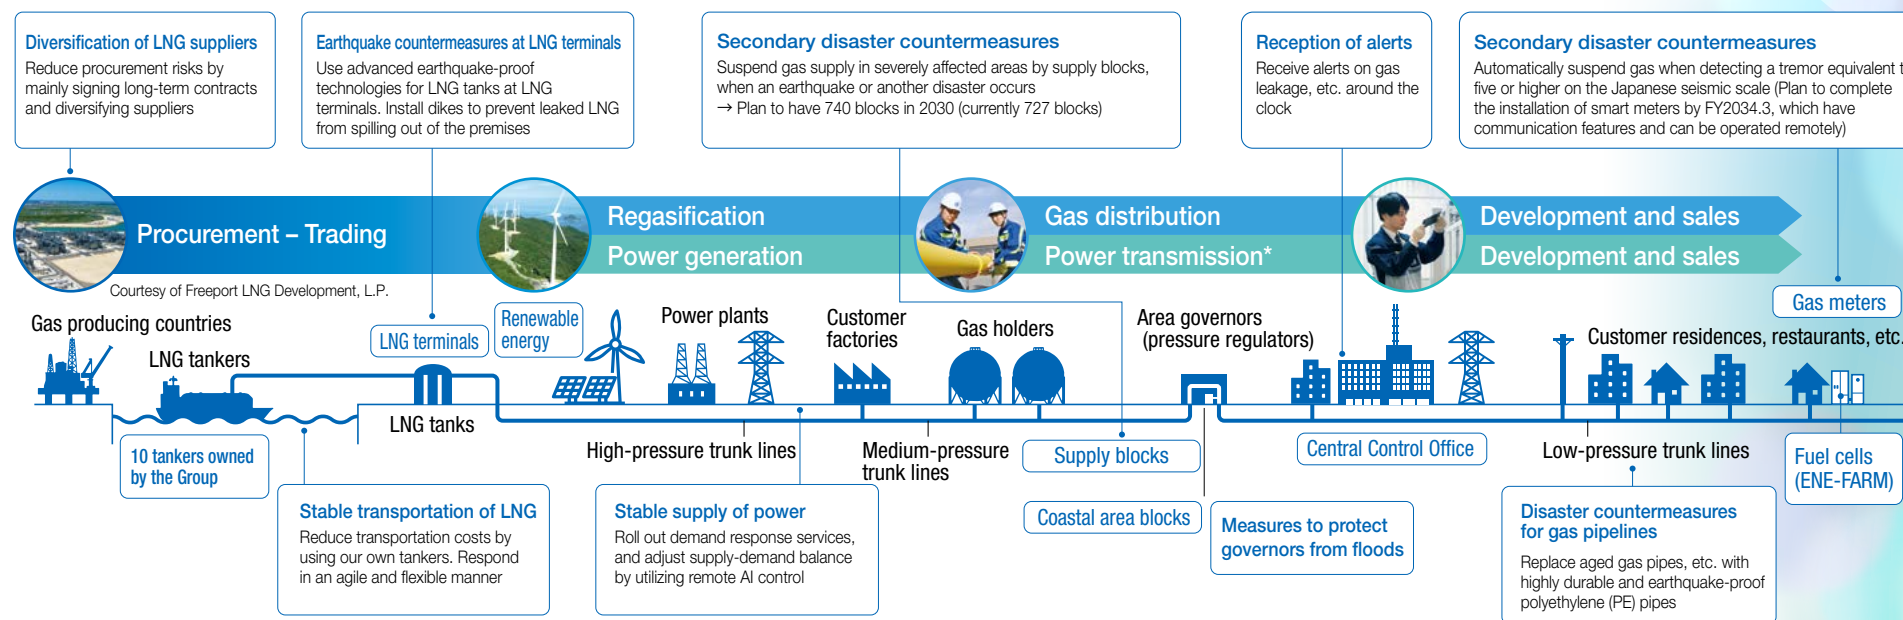 Diversification of LNG suppliers
Reduce procurement risks by
mainly signing long-term contracts
and diversifying suppliers
Earthquake countermeasures at LNG terminals
Use advanced earthquake-proof
technologies for LNG tanks at LNG
terminals. Install dikes to prevent leaked LNG
from spilling out of the premises
Secondary disaster countermeasures
Suspend gas supply in severely affected areas by supply blocks,
when an earthquake or another disaster occurs
→ Plan to have 740 blocks in 2030 (currently 727 blocks)
Reception of alerts
Receive alerts on gas
leakage, etc. around the
clock
Secondary disaster countermeasures
Automatically suspend gas when detecting a tremor equivalent
five or higher on the Japanese seismic scale (Plan to complete
the installation of smart meters by FY2034.3, which have
communication features and can be operated remotely)
Procurement – Trading
Regasification
Power generation
Gas distribution
Power transmission*
Development and sales
Development and sales
Courtesy of Freeport LNG Development, L.P.
Gas producing countries
LNG tankers
LNG terminals
LNG tanks
Renewable
energy
Power plants
Customer
factories
Gas holders
Area governors
(pressure regulators)
Gas meters
Customer residences, restaurants, etc.
10 tankers owned
by the Group
High-pressure trunk lines
Medium-pressure
trunk lines
Supply blocks
Coastal area blocks
Central Control Office
Low-pressure trunk lines
Fuel cells
(ENE-FARM)
Stable transportation of LNG
Reduce transportation costs by
using our own tankers. Respond
in an agile and flexible manner
Stable supply of power
Roll out demand response services,
and adjust supply-demand balance
by utilizing remote AI control
Measures to protect
governors from floods
Disaster countermeasures
for gas pipelines
Replace aged gas pipes, etc. with
highly durable and earthquake-proof
polyethylene (PE) pipes